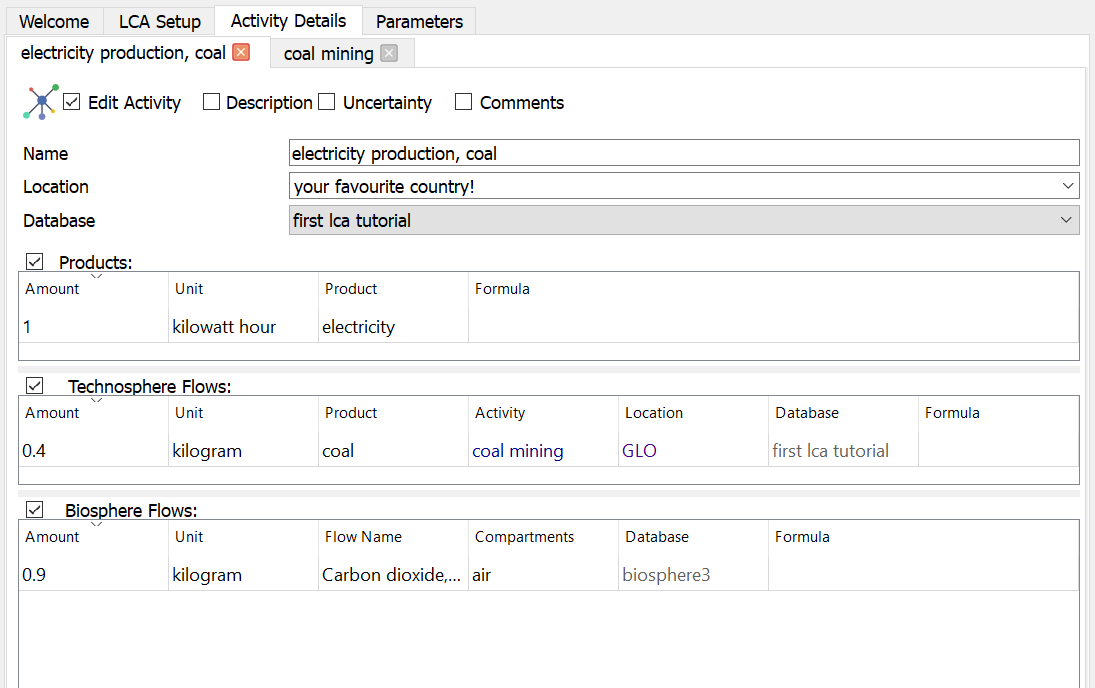 Welcome LCA Setup Activity Details Parameters
electricity production, coal coal mining
Edit Activity Description Uncertainty Comments
Name electricity production, coal
Location your favourite country!
Database first lca tutorial
Products:
Amount Unit Product Formula
1 kilowatt hour electricity
Technosphere Flows:
Amount Unit Product Activity Location Database Formula
0.4 kilogram coal coal mining GLO first lca tutorial
Biosphere Flows:
Amount Unit Flow Name Compartments Database Formula
0.9 kilogram Carbon dioxide,... air biosphere3